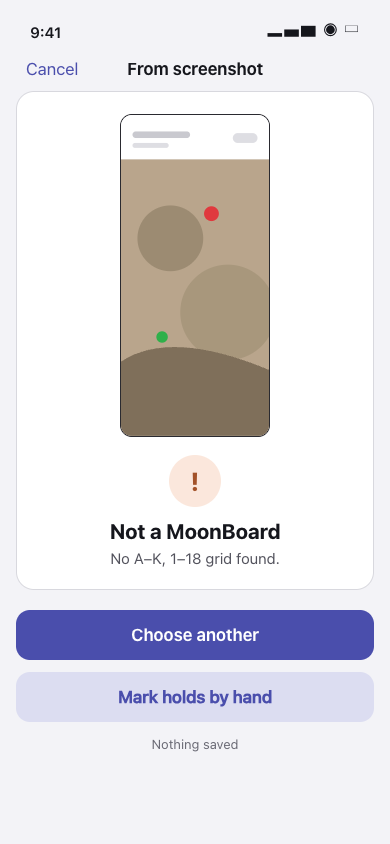 9:41
Cancel
From screenshot
!
Not a MoonBoard
No A–K, 1–18 grid found.
Choose another
Mark holds by hand
Nothing saved